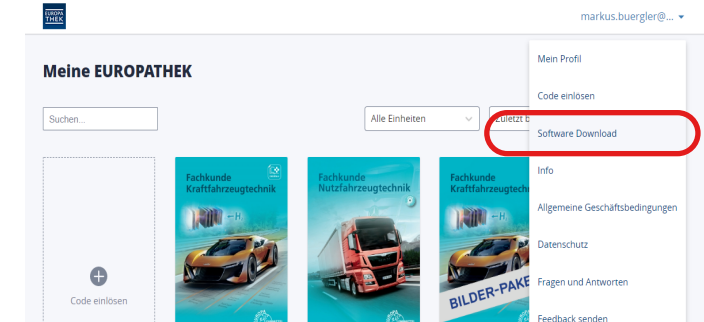 EUROPA
THEK
markus.buergler@...
Meine EUROPATHEK
Suchen...
Alle Einheiten
Zuletzt b
Mein Profil
Code einlösen
Software Download
Info
Allgemeine Geschäftsbedingungen
Datenschutz
Fragen und Antworten
Feedback senden
Code einlösen
Fachkunde
Kraftfahrzeugtechnik
H
Fachkunde
Nutzfahrzeugtechnik
Fachkunde
Kraftfahrzeugtech
H
BILDER-PAKE